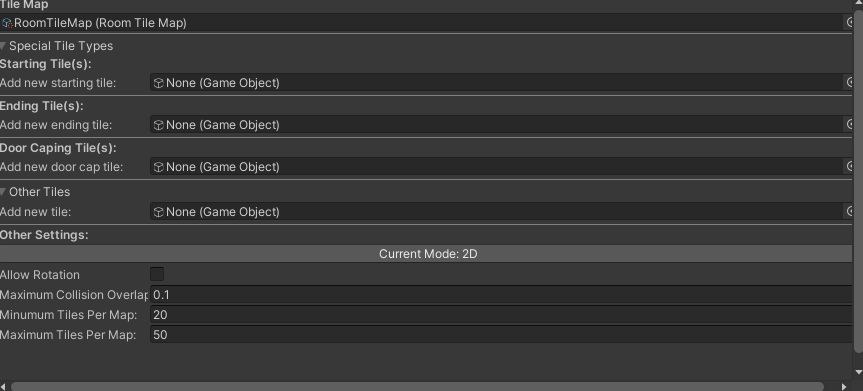 Tile Map
RoomTileMap (Room Tile Map)
Special Tile Types
Starting Tile(s):
Add new starting tile: None (Game Object)
Ending Tile(s):
Add new ending tile: None (Game Object)
Door Caping Tile(s):
Add new door cap tile: None (Game Object)
Other Tiles
Add new tile: None (Game Object)
Other Settings:
Current Mode: 2D
Allow Rotation
Maximum Collision Overlap 0.1
Minumum Tiles Per Map: 20
Maximum Tiles Per Map: 50